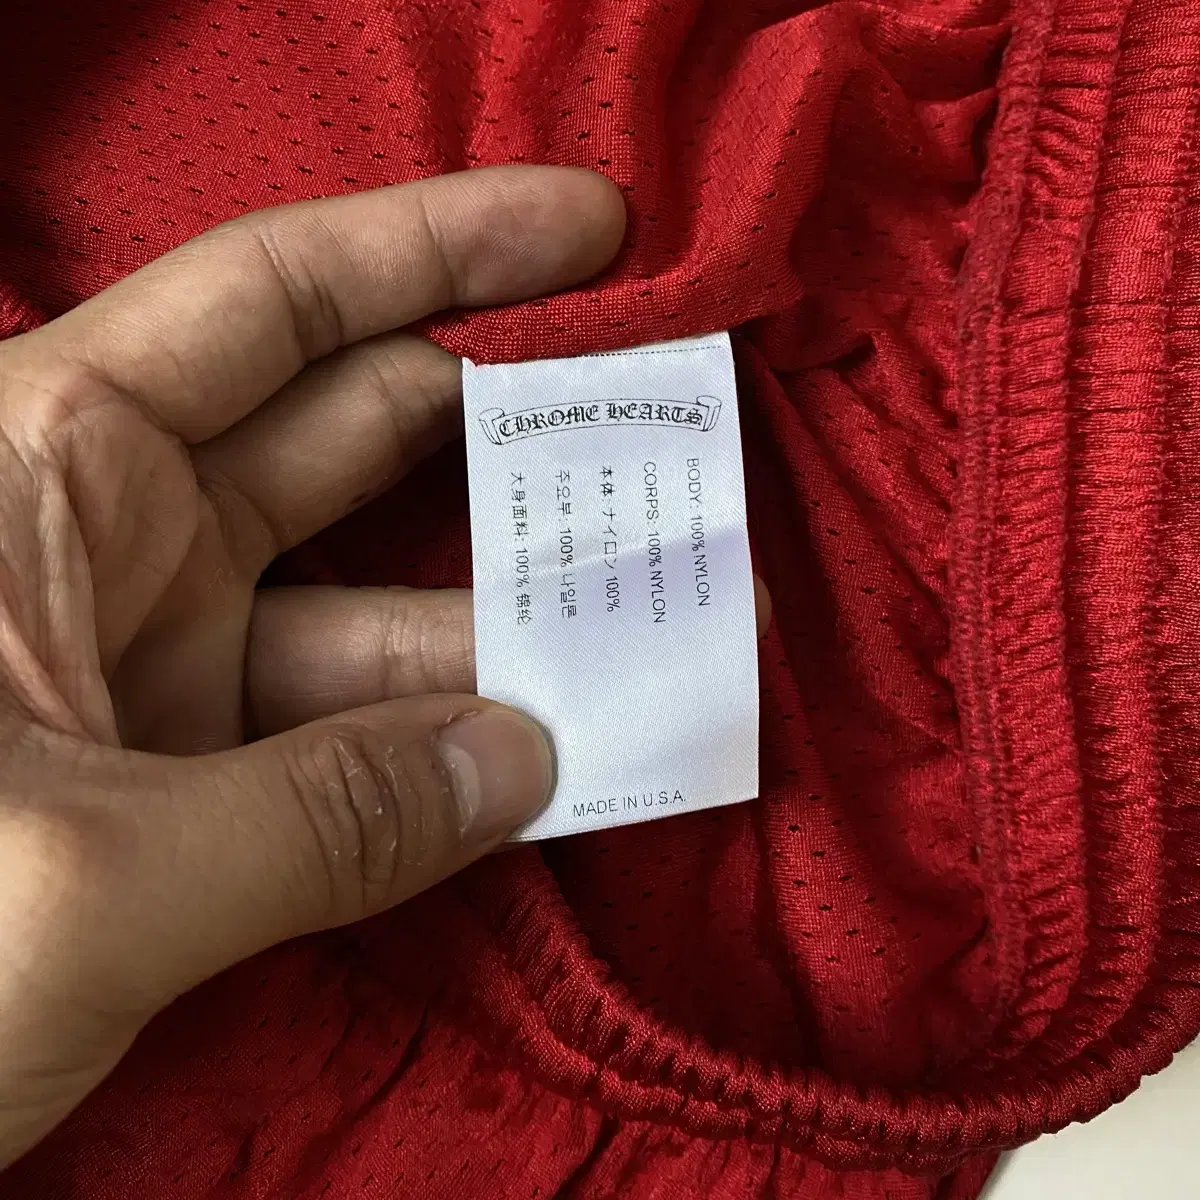 CHROME HEARTS
BODY: 100% NYLON
CORPS: 100% NYLON
本体 ナイロン 100%
주요부: 100% 나일론
大身面料: 100% 锦纶
MADE IN U.S.A.